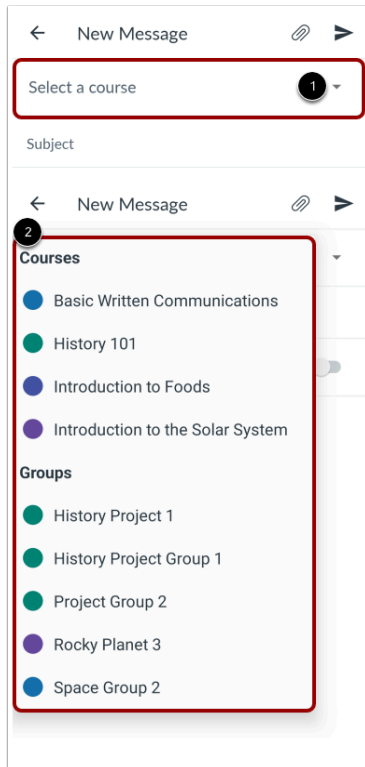 New Message
Select a course 1
Subject
New Message
2
Courses
Basic Written Communications
History 101
Introduction to Foods
Introduction to the Solar System
Groups
History Project 1
History Project Group 1
Project Group 2
Rocky Planet 3
Space Group 2